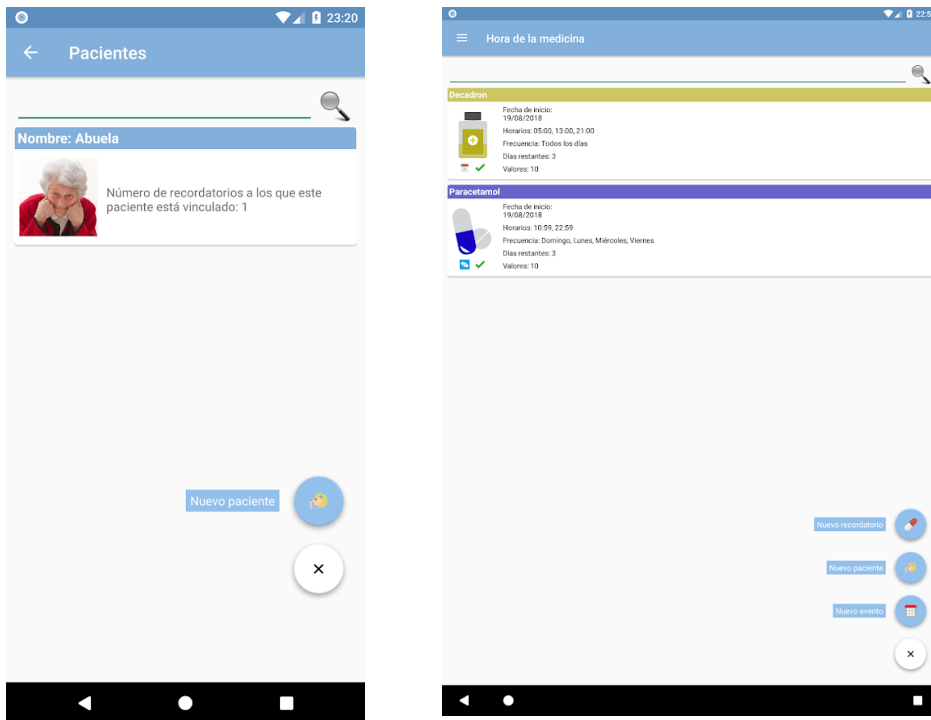 23:20
Pacientes
Nombre: Abuela
Número de recordatorios a los que este
paciente está vinculado: 1
Nuevo paciente
22:5
Hora de la medicina
Decadron
Fecha de inicio:
19/08/2018
Horarios: 05:00, 13:00, 21:00
Frecuencia: Todos los días
Días restantes: 3
Valores: 10
Paracetamol
Fecha de inicio:
19/08/2018
Horarios: 10:59, 22:59
Frecuencia: Domingo, Lunes, Miércoles, Viernes
Días restantes: 3
Valores: 10
Nuevo recordatorio
Nuevo paciente
Nuevo evento